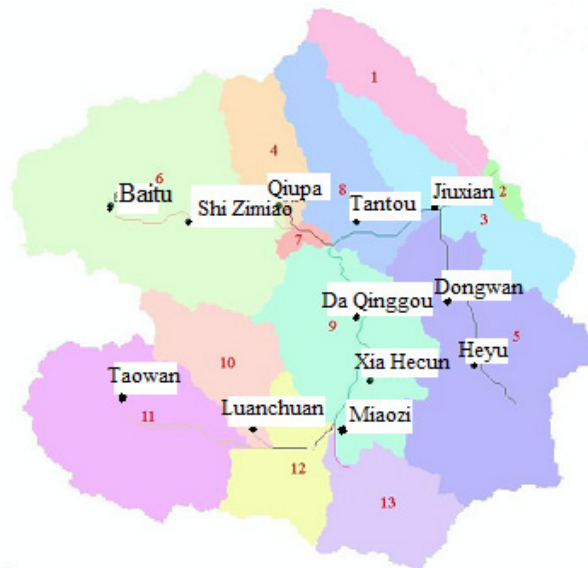 1
4
6
8
2
Baitu
Qiupa
Jiuxian
Shi Zimiao
Tantou
3
7
Da Qinggou
Dongwan
9
5
10
Taowan
Xia Hecun
Heyu
11
Luanchuan
Miaozi
12
13